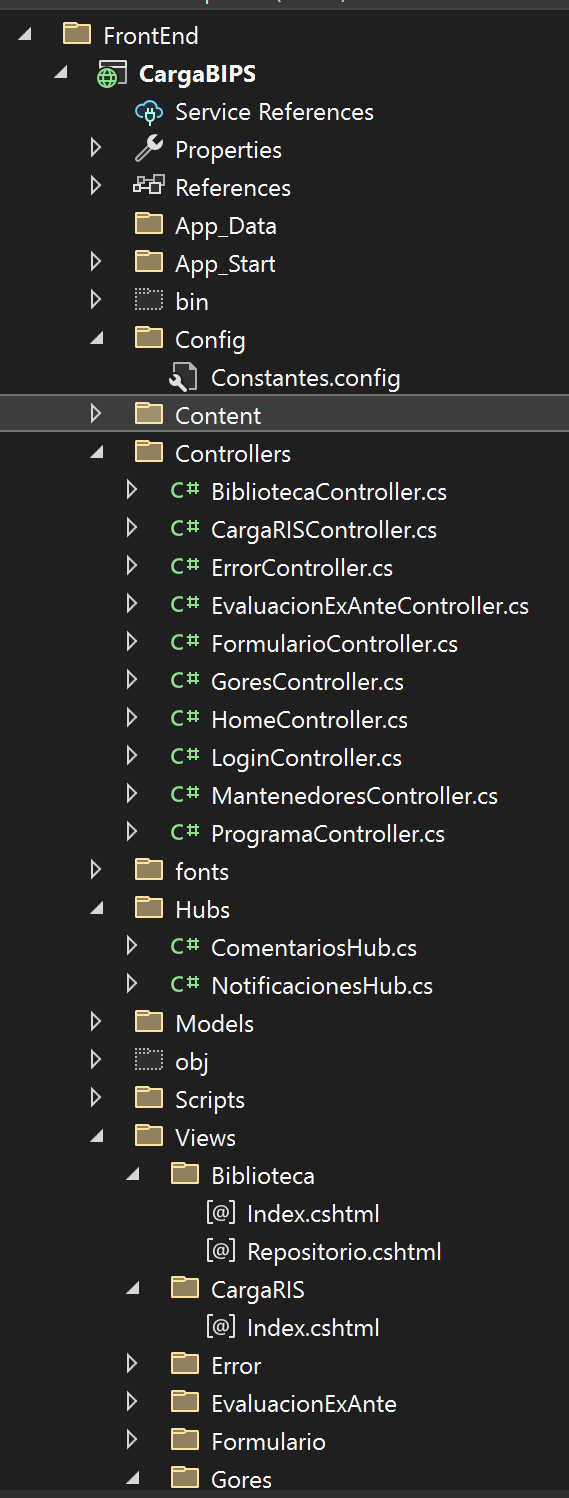 FrontEnd
CargaBIPS
Service References
Properties
References
App_Data
App_Start
bin
Config
Constantes.config
Content
Controllers
C# BibliotecaController.cs
C# CargaRISController.cs
C# ErrorController.cs
C# EvaluacionExAnteController.cs
C# FormularioController.cs
C# GoresController.cs
C# HomeController.cs
C# LoginController.cs
C# MantenedoresController.cs
C# ProgramaController.cs
fonts
Hubs
C# ComentariosHub.cs
C# NotificacionesHub.cs
Models
obj
Scripts
Views
Biblioteca
[@] Index.cshtml
[@] Repositorio.cshtml
CargaRIS
[@] Index.cshtml
Error
EvaluacionExAnte
Formulario
Gores